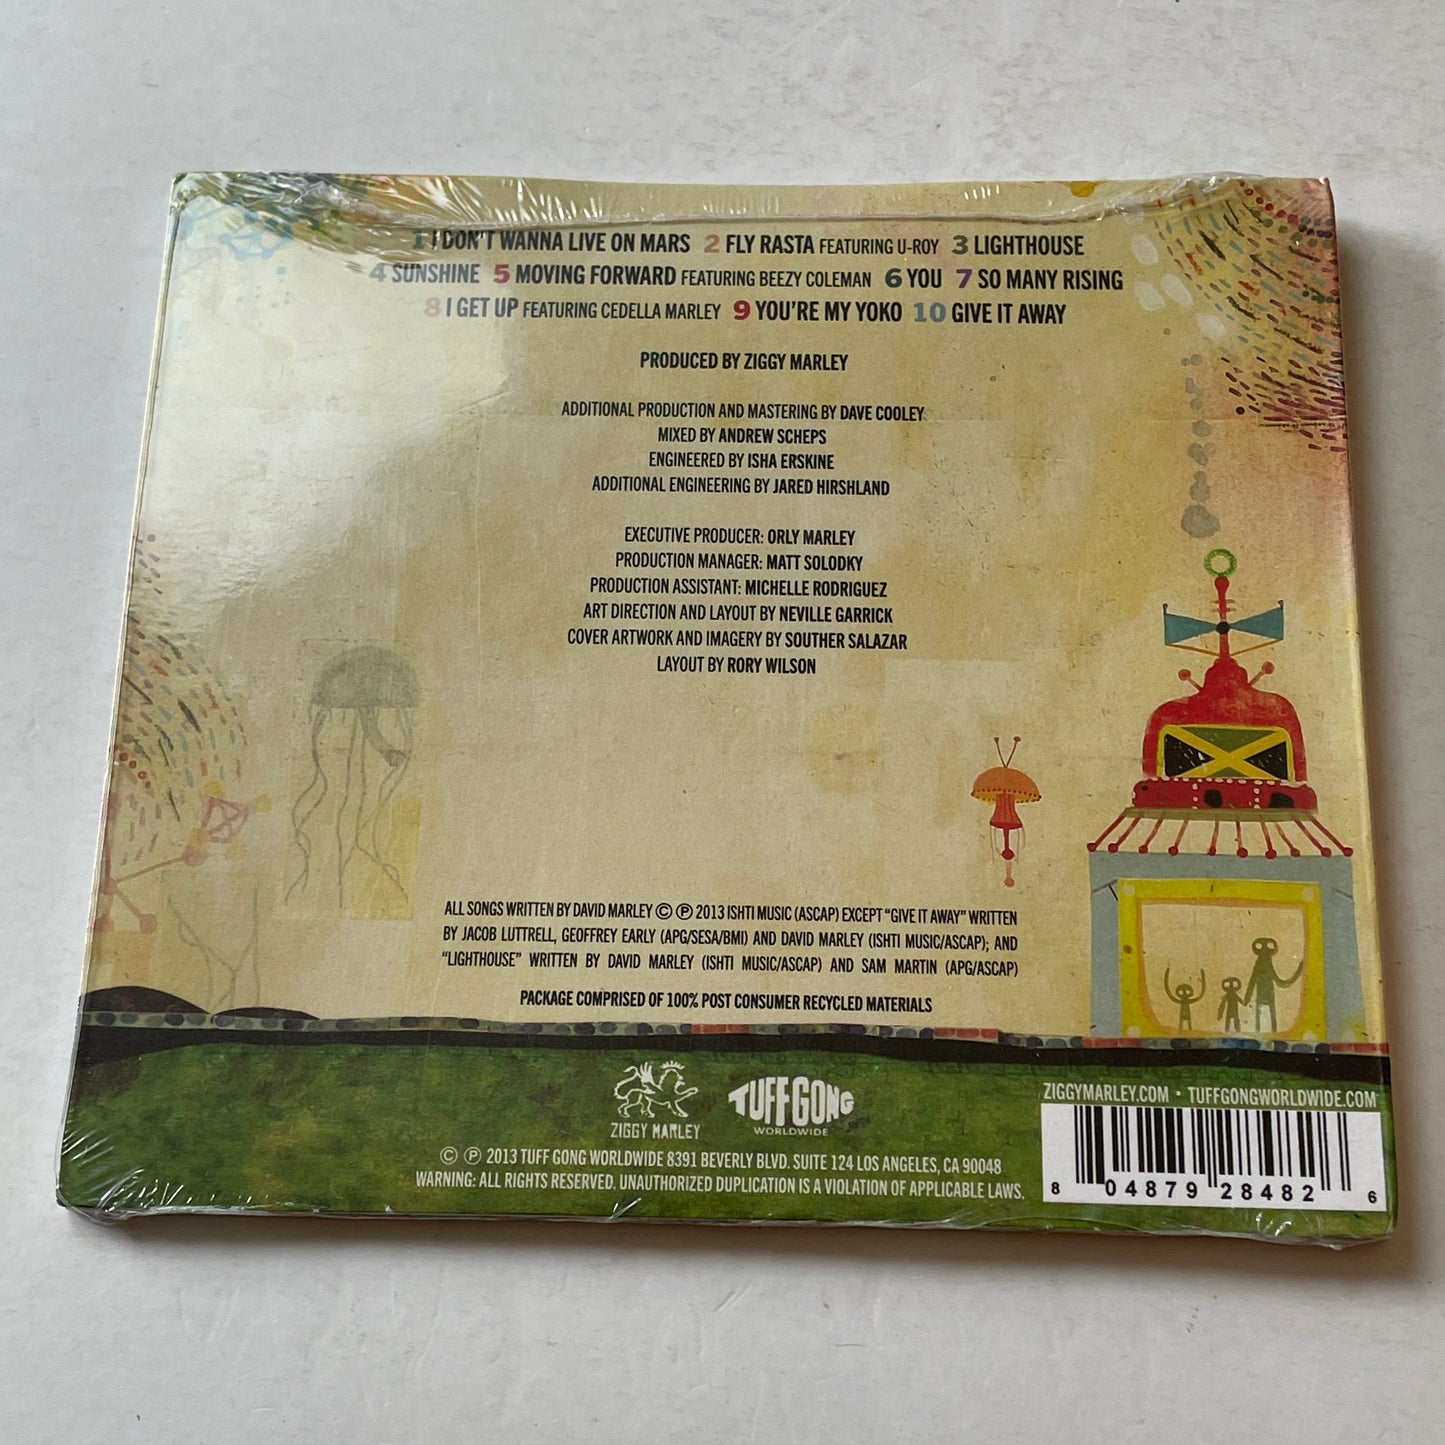 1 I DON'T WANNA LIVE ON MARS 2 FLY RASTA FEATURING U-ROY 3 LIGHTHOUSE
4 SUNSHINE 5 MOVING FORWARD FEATURING BEEZY COLEMAN 6 YOU 7 SO MANY RISING
8 I GET UP FEATURING CEDELLA MARLEY 9 YOU'RE MY YOKO 10 GIVE IT AWAY
PRODUCED BY ZIGGY MARLEY
ADDITIONAL PRODUCTION AND MASTERING BY DAVE COOLEY
MIXED BY ANDREW SCHEPS
ENGINEERED BY ISHA ERSKINE
ADDITIONAL ENGINEERING BY JARED HIRSHLAND
EXECUTIVE PRODUCER: ORLY MARLEY
PRODUCTION MANAGER: MATT SOLODKY
PRODUCTION ASSISTANT: MICHELLE RODRIGUEZ
ART DIRECTION AND LAYOUT BY NEVILLE GARRICK
COVER ARTWORK AND IMAGERY BY SOUTHER SALAZAR
LAYOUT BY RORY WILSON
ALL SONGS WRITTEN BY DAVID MARLEY © ℗ 2013 ISHTI MUSIC (ASCAP) EXCEPT "GIVE IT AWAY" WRITTEN
BY JACOB LUTTRELL, GEOFFREY EARLY (APG/SESA/BMI) AND DAVID MARLEY (ISHTI MUSIC/ASCAP); AND
"LIGHTHOUSE" WRITTEN BY DAVID MARLEY (ISHTI MUSIC/ASCAP) AND SAM MARTIN (APG/ASCAP)
PACKAGE COMPRISED OF 100% POST CONSUMER RECYCLED MATERIALS
ZIGGY MARLEY
TUFF GONG
WORLDWIDE
ZIGGYMARLEY.COM • TUFFGONGWORLDWIDE.COM
© ℗ 2013 TUFF GONG WORLDWIDE 8391 BEVERLY BLVD. SUITE 124 LOS ANGELES, CA 90048
WARNING: ALL RIGHTS RESERVED. UNAUTHORIZED DUPLICATION IS A VIOLATION OF APPLICABLE LAWS.
8 04879 28482 6